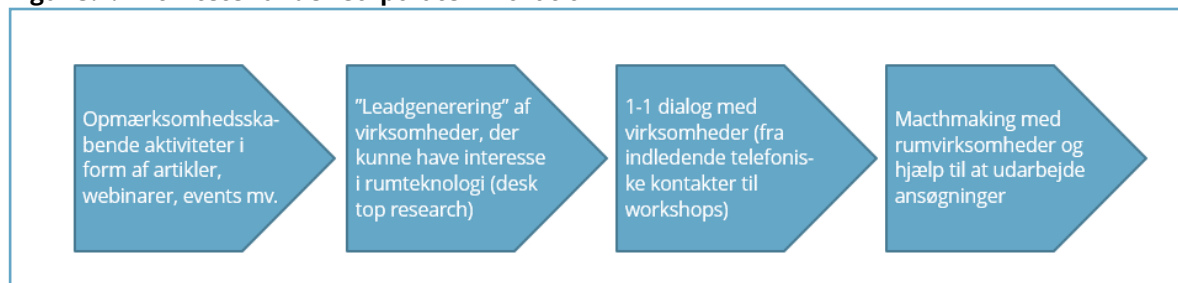 Opmærksomhedsska-
bende aktiviteter i
form af artikler,
webinarer, events mv.
”Leadgenerering” af
virksomheder, der
kunne have interesse
i rumteknologi (desk
top research)
1-1 dialog med
virksomheder (fra
indledende telefonis-
ke kontakter til
workshops)
Macthmaking med
rumvirksomheder og
hjælp til at udarbejde
ansøgninger